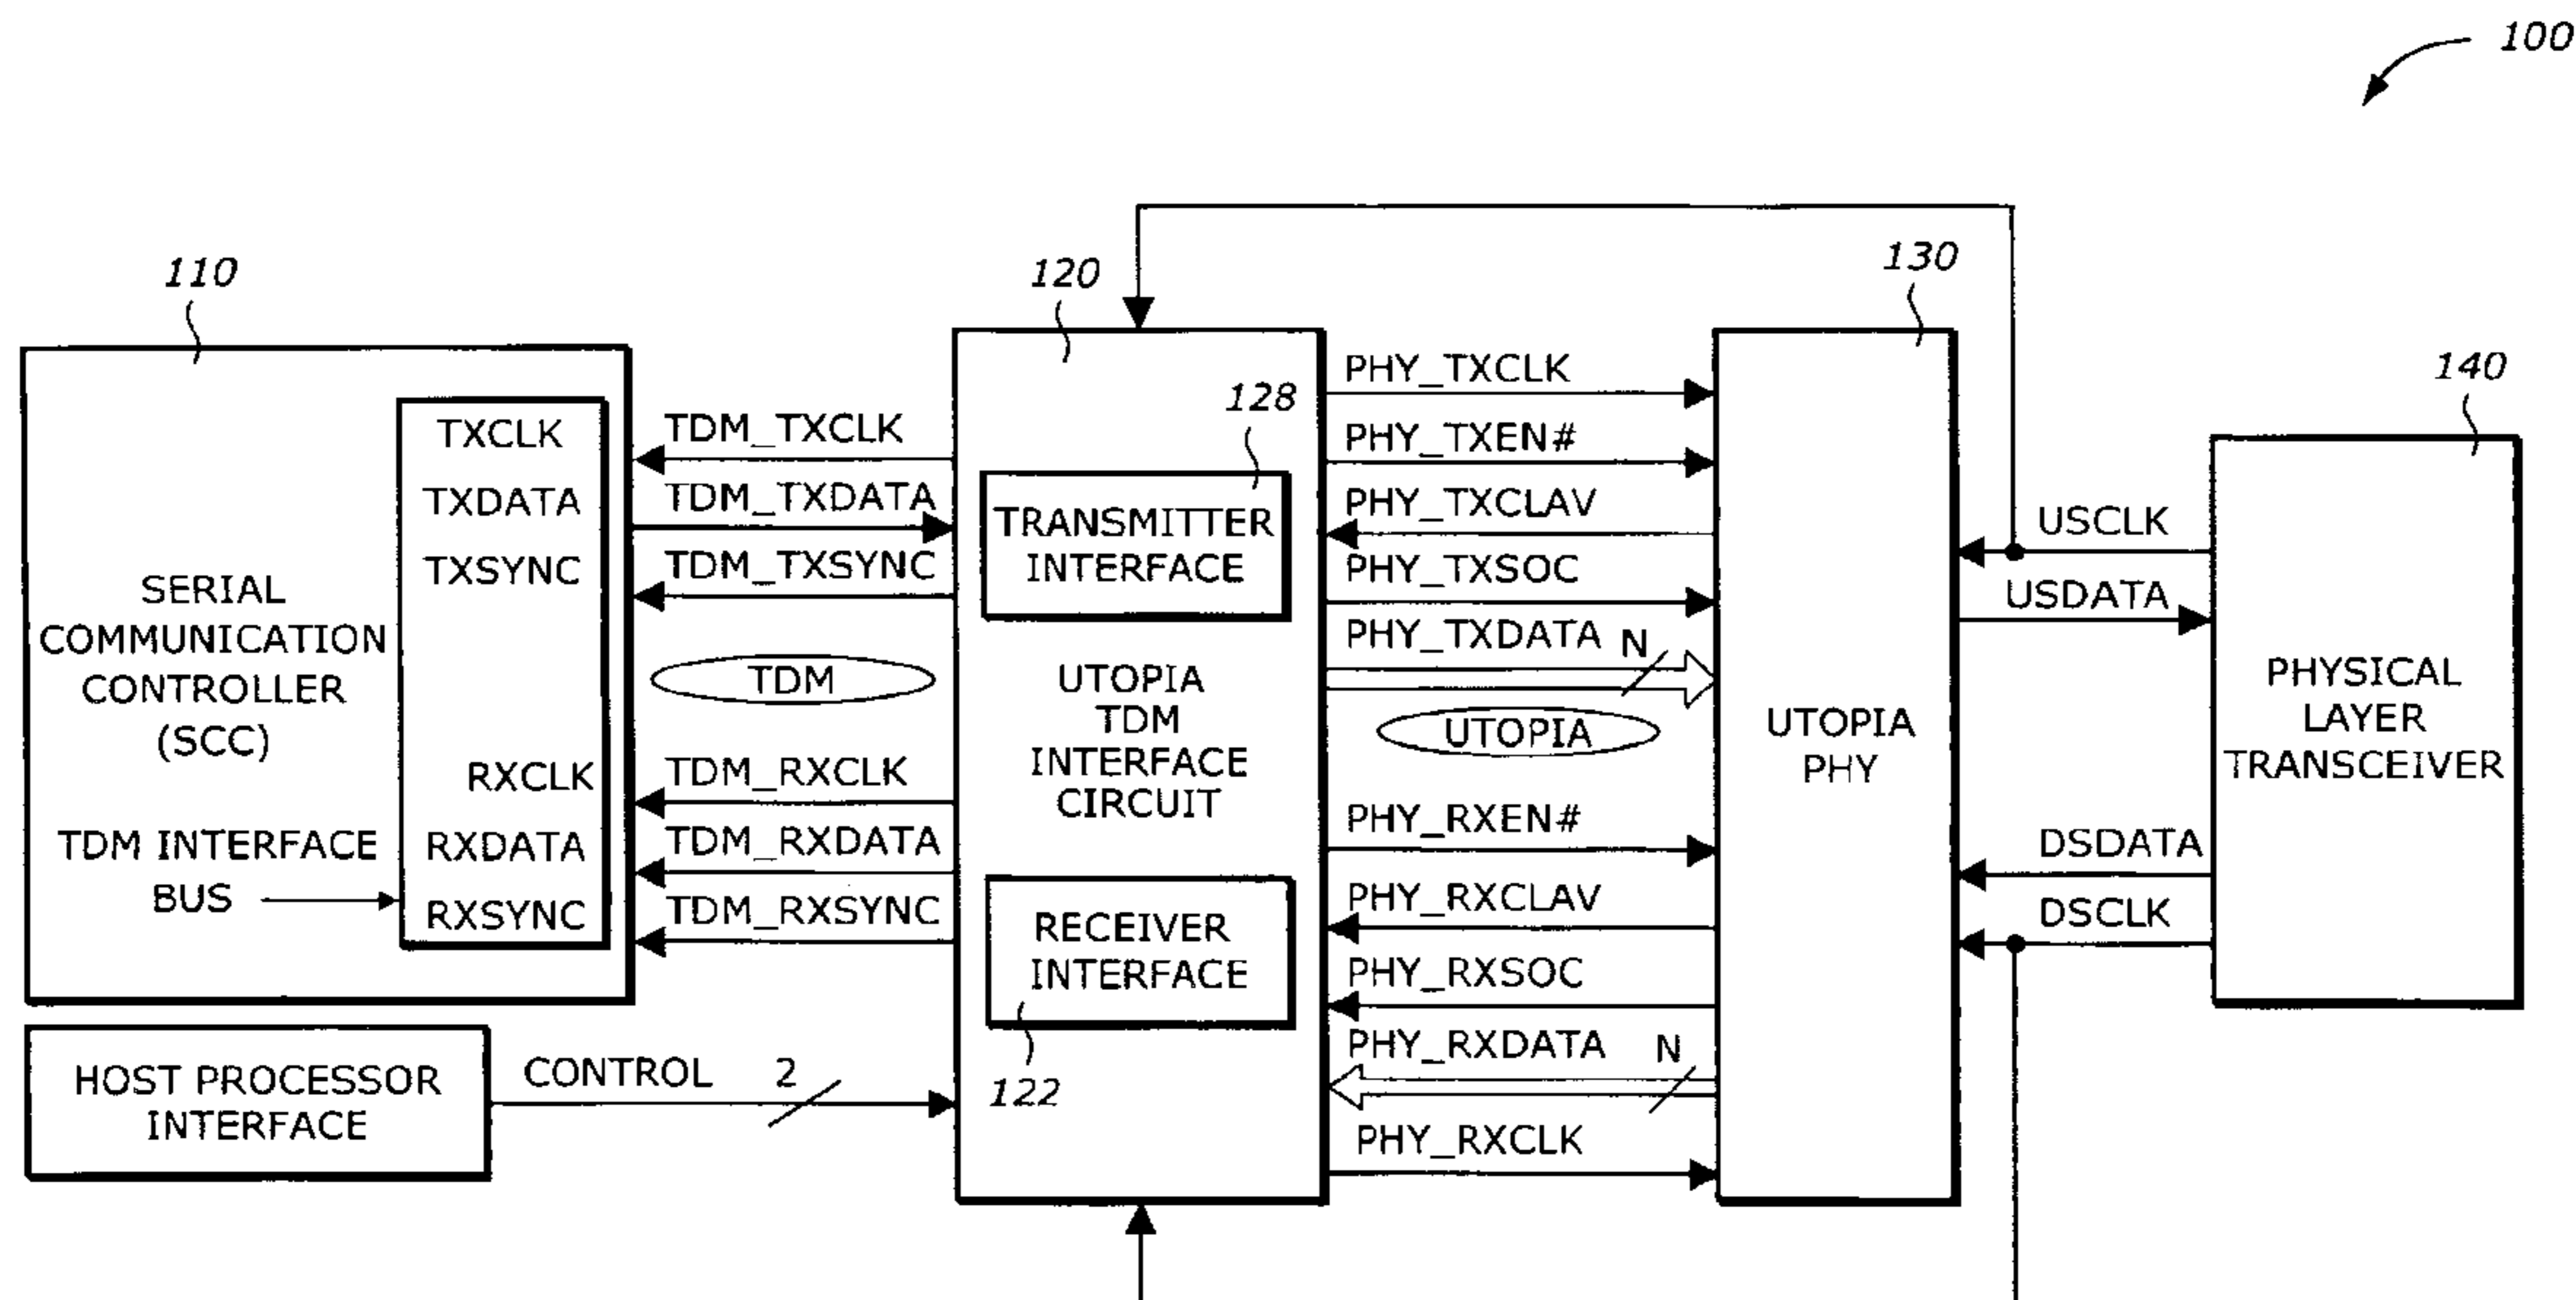 100
110
120
130
140
128
SERIAL
COMMUNICATION
CONTROLLER
(SCC)
TDM INTERFACE
BUS
TXCLK
TXDATA
TXSYNC
RXCLK
RXDATA
RXSYNC
TDM_TXCLK
TDM_TXDATA
TDM_TXSYNC
TDM
TDM_RXCLK
TDM_RXDATA
TDM_RXSYNC
HOST PROCESSOR
INTERFACE
CONTROL 2
TRANSMITTER
INTERFACE
UTOPIA
TDM
INTERFACE
CIRCUIT
RECEIVER
INTERFACE
122
PHY_TXCLK
PHY_TXEN#
PHY_TXCLAV
PHY_TXSOC
PHY_TXDATA N
UTOPIA
PHY_RXEN#
PHY_RXCLAV
PHY_RXSOC
PHY_RXDATA N
PHY_RXCLK
UTOPIA
PHY
USCLK
USDATA
DSDATA
DSCLK
PHYSICAL
LAYER
TRANSCEIVER